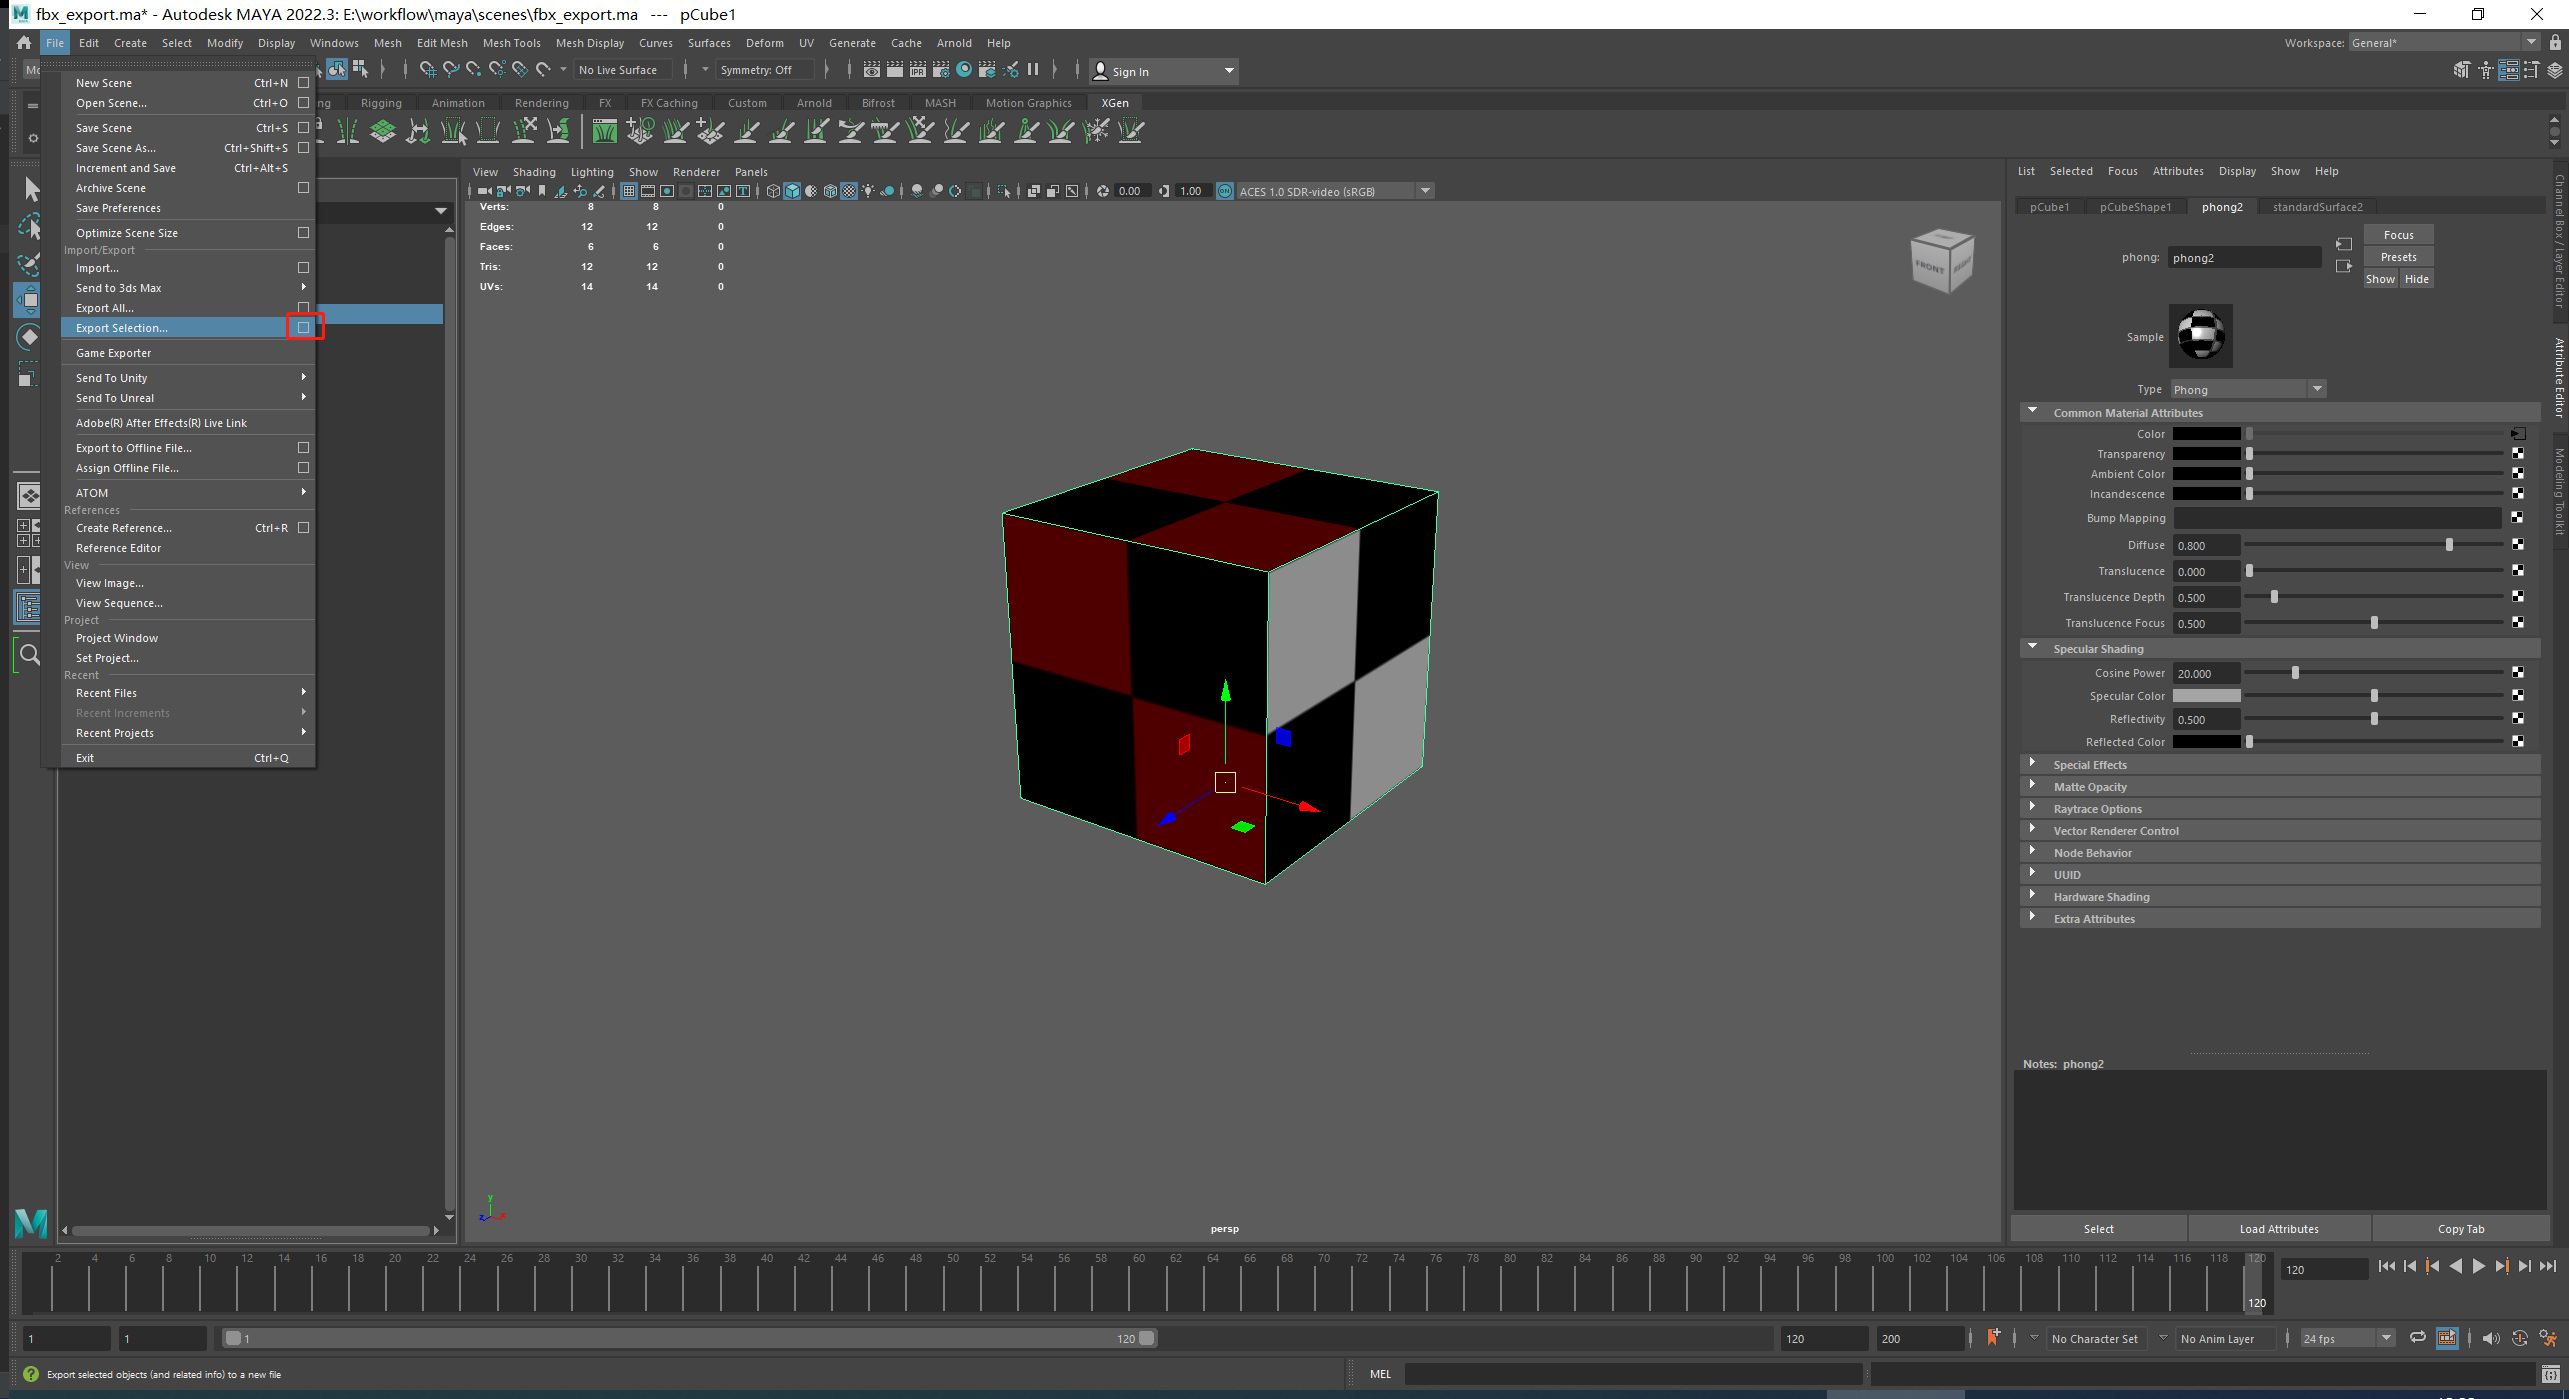 fbx_export.ma* - Autodesk MAYA 2022.3: E:\workflow\maya\scenes\fbx_export.ma --- pCube1
File Edit Create Select Modify Display Windows Mesh Edit Mesh Mesh Tools Mesh Display Curves Surfaces Deform UV Generate Cache Arnold Help
Workspace: General*
No Live Surface
Symmetry: Off
IPR
Sign In
Rigging Animation Rendering FX FX Caching Custom Arnold Bifrost MASH Motion Graphics XGen
New Scene Ctrl+N
Open Scene... Ctrl+O
Save Scene Ctrl+S
Save Scene As... Ctrl+Shift+S
Increment and Save Ctrl+Alt+S
Archive Scene
Save Preferences
Optimize Scene Size
Import/Export
Import...
Send to 3ds Max
Export All...
Export Selection...
Game Exporter
Send To Unity
Send To Unreal
Adobe(R) After Effects(R) Live Link
Export to Offline File...
Assign Offline File...
ATOM
References
Create Reference... Ctrl+R
Reference Editor
View
View Image...
View Sequence...
Project
Project Window
Set Project...
Recent
Recent Files
Recent Increments
Recent Projects
Exit Ctrl+Q
View Shading Lighting Show Renderer Panels
0.00 1.00 ON ACES 1.0 SDR-video (sRGB)
Verts: 8 8 0
Edges: 12 12 0
Faces: 6 6 0
Tris: 12 12 0
UVs: 14 14 0
FRONT RIGHT
y
z x
persp
List Selected Focus Attributes Display Show Help
pCube1 pCubeShape1 phong2 standardSurface2
phong: phong2
Focus
Presets
Show Hide
Sample
Type Phong
Common Material Attributes
Color
Transparency
Ambient Color
Incandescence
Bump Mapping
Diffuse 0.800
Translucence 0.000
Translucence Depth 0.500
Translucence Focus 0.500
Specular Shading
Cosine Power 20.000
Specular Color
Reflectivity 0.500
Reflected Color
Special Effects
Matte Opacity
Raytrace Options
Vector Renderer Control
Node Behavior
UUID
Hardware Shading
Extra Attributes
Notes: phong2
Select Load Attributes Copy Tab
Channel Box / Layer Editor
Attribute Editor
Modeling Toolkit
2 4 6 8 10 12 14 16 18 20 22 24 26 28 30 32 34 36 38 40 42 44 46 48 50 52 54 56 58 60 62 64 66 68 70 72 74 76 78 80 82 84 86 88 90 92 94 96 98 100 102 104 106 108 110 112 114 116 118 120
120
120
1 1 1 120 120 200 No Character Set No Anim Layer 24 fps
Export selected objects (and related info) to a new file
MEL